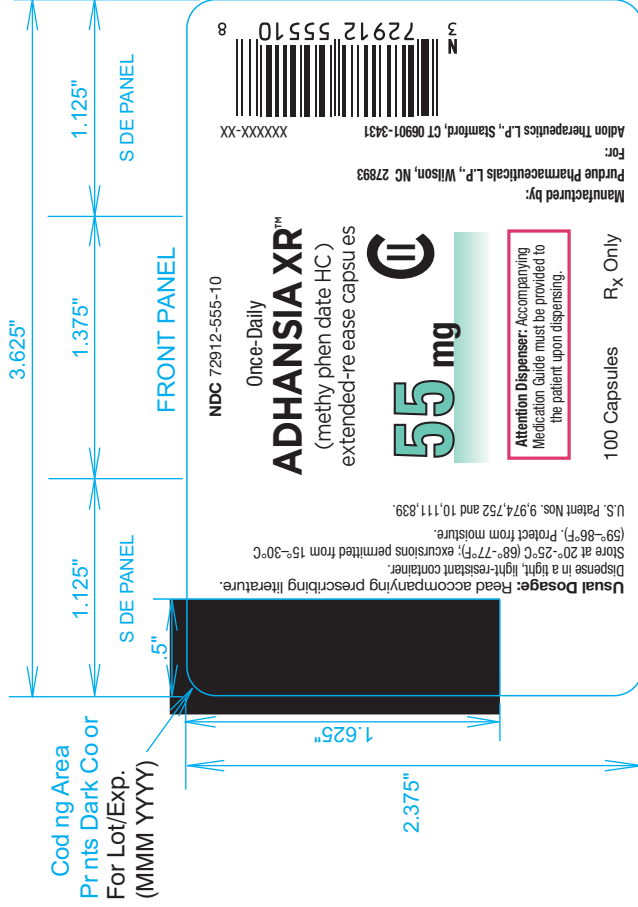 3.625"
1.125"
1.375"
1.125"
S DE PANEL
FRONT PANEL
S DE PANEL
.5"
Cod ng Area
Pr nts Dark Co or
For Lot/Exp.
(MMM YYYY)
1.625"
2.375"
Usual Dosage: Read accompanying prescribing literature.
Dispense in a tight, light-resistant container.
Store at 20°-25°C (68°-77°F); excursions permitted from 15°–30°C
(59°–86°F). Protect from moisture.
U.S. Patent Nos. 9,974,752 and 10,111,839.
NDC 72912-555-10
Once-Daily
ADHANSIA XR™
(methy phen date HC )
extended-re ease capsu es
55 mg
CII
Attention Dispenser: Accompanying
Medication Guide must be provided to
the patient upon dispensing.
100 Capsules Rx Only
Manufactured by:
Purdue Pharmaceuticals L.P., Wilson, NC 27893
For:
Adlon Therapeutics L.P., Stamford, CT 06901-3431
XXXXXX-XX
N
3 72912 55510 8